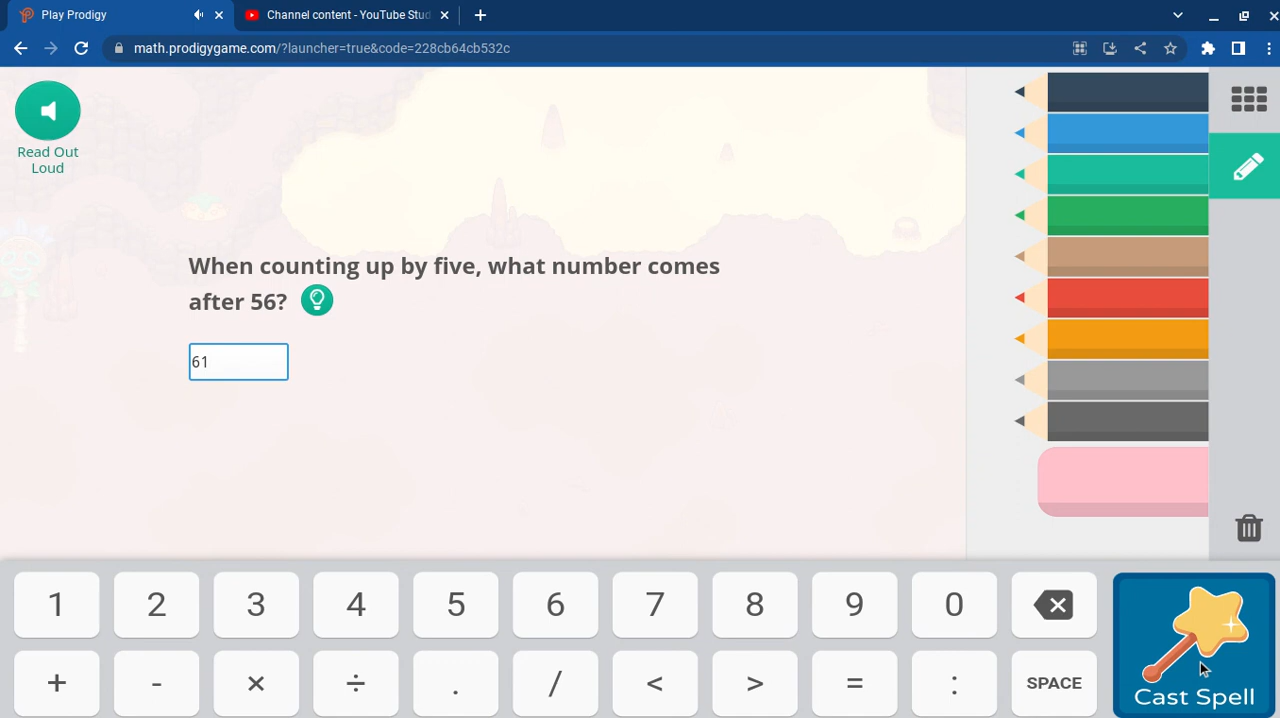 Play Prodigy
Channel content - YouTube Stud
math.prodigygame.com/?launcher=true&code=228cb64cb532c
Read Out
Loud
When counting up by five, what number comes
after 56?
61
1 2 3 4 5 6 7 8 9 0
+ - × ÷ . / < > = : SPACE
Cast Spell